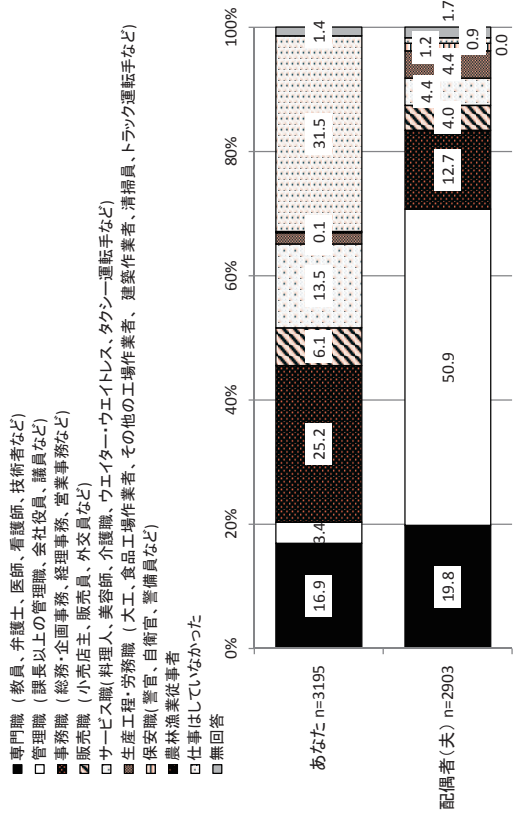 ■専門職（教員、弁護士、医師、看護師、技術者など）
□管理職（課長以上の管理職、会社役員、議員など）
事務職（総務・企画事務、経理事務、営業事務など）
販売職（小売店主、販売員、外交員など）
サービス職(料理人、美容師、介護職、ウエイター・ウエイトレス、タクシー運転手など)
生産工程・労務職（大工、食品工場作業者、その他の工場作業者、建築作業者、清掃員、トラック運転手など）
保安職(警官、自衛官、警備員など)
■農林漁業従事者
仕事はしていなかった
無回答
0% 20% 40% 60% 80% 100%
あなた n=3195 16.9 3.4 25.2 6.1 13.5 0.1 31.5 1.4
配偶者（夫）n=2903 19.8 50.9 12.7 4.0 4.4 4.4 1.2 0.9 0.0 1.7